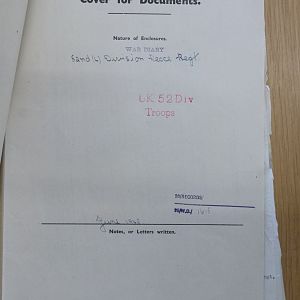 Cover for Documents.
Nature of Enclosures.
WAR DIARY
52nd (L) Division Recce Regt.
UK 52 Div
Troops
Notes, or Letters written.